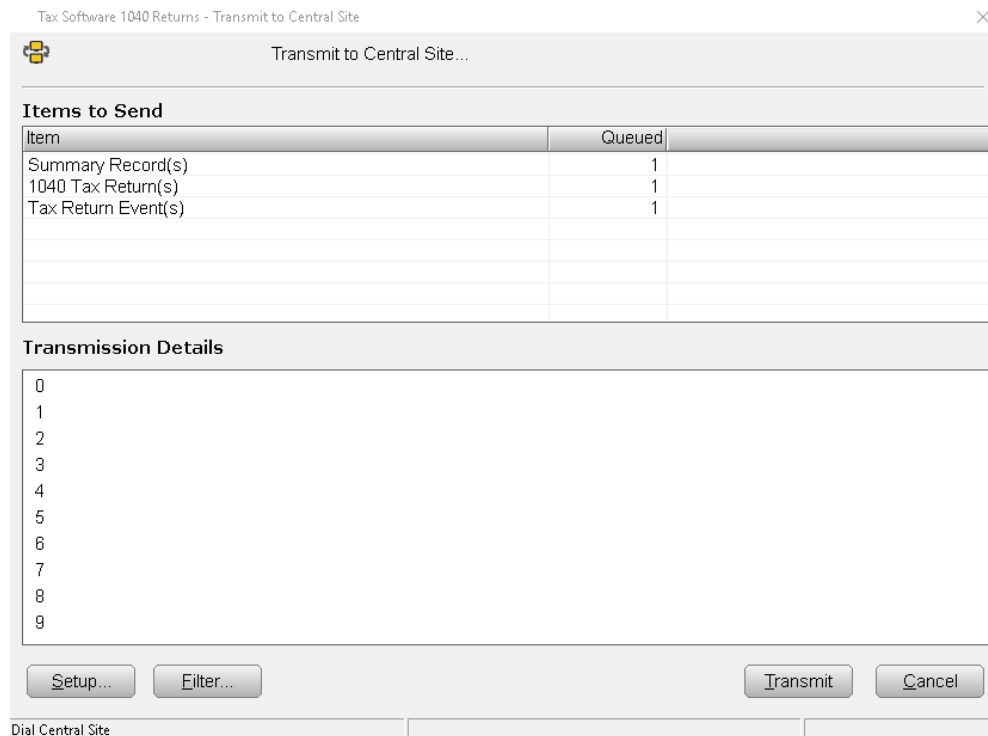 Tax Software 1040 Returns - Transmit to Central Site
Transmit to Central Site...
Items to Send
Item Queued
Summary Record(s) 1
1040 Tax Return(s) 1
Tax Return Event(s) 1
Transmission Details
0
1
2
3
4
5
6
7
8
9
Setup... Filter... Transmit Cancel
Dial Central Site